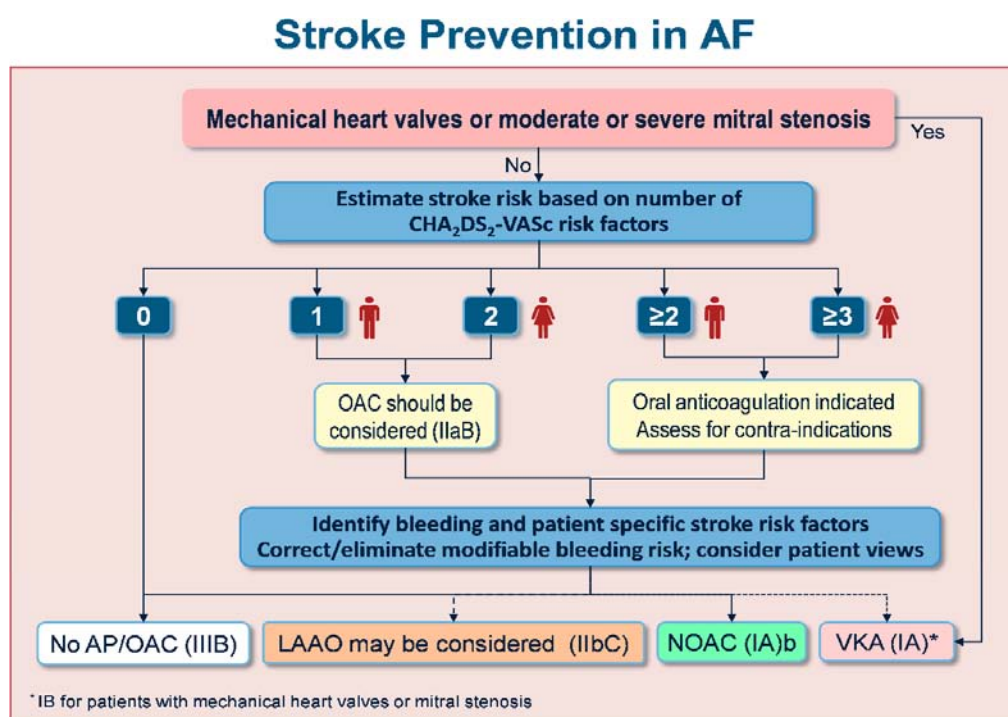 Stroke Prevention in AF
Mechanical heart valves or moderate or severe mitral stenosis
Yes
No
Estimate stroke risk based on number of
CHA₂DS₂-VASc risk factors
0
1
2
≥2
≥3
OAC should be
considered (IIaB)
Oral anticoagulation indicated
Assess for contra-indications
Identify bleeding and patient specific stroke risk factors
Correct/eliminate modifiable bleeding risk; consider patient views
No AP/OAC (IIIB)
LAAO may be considered (IIbC)
NOAC (IA)b
VKA (IA)*
* IB for patients with mechanical heart valves or mitral stenosis